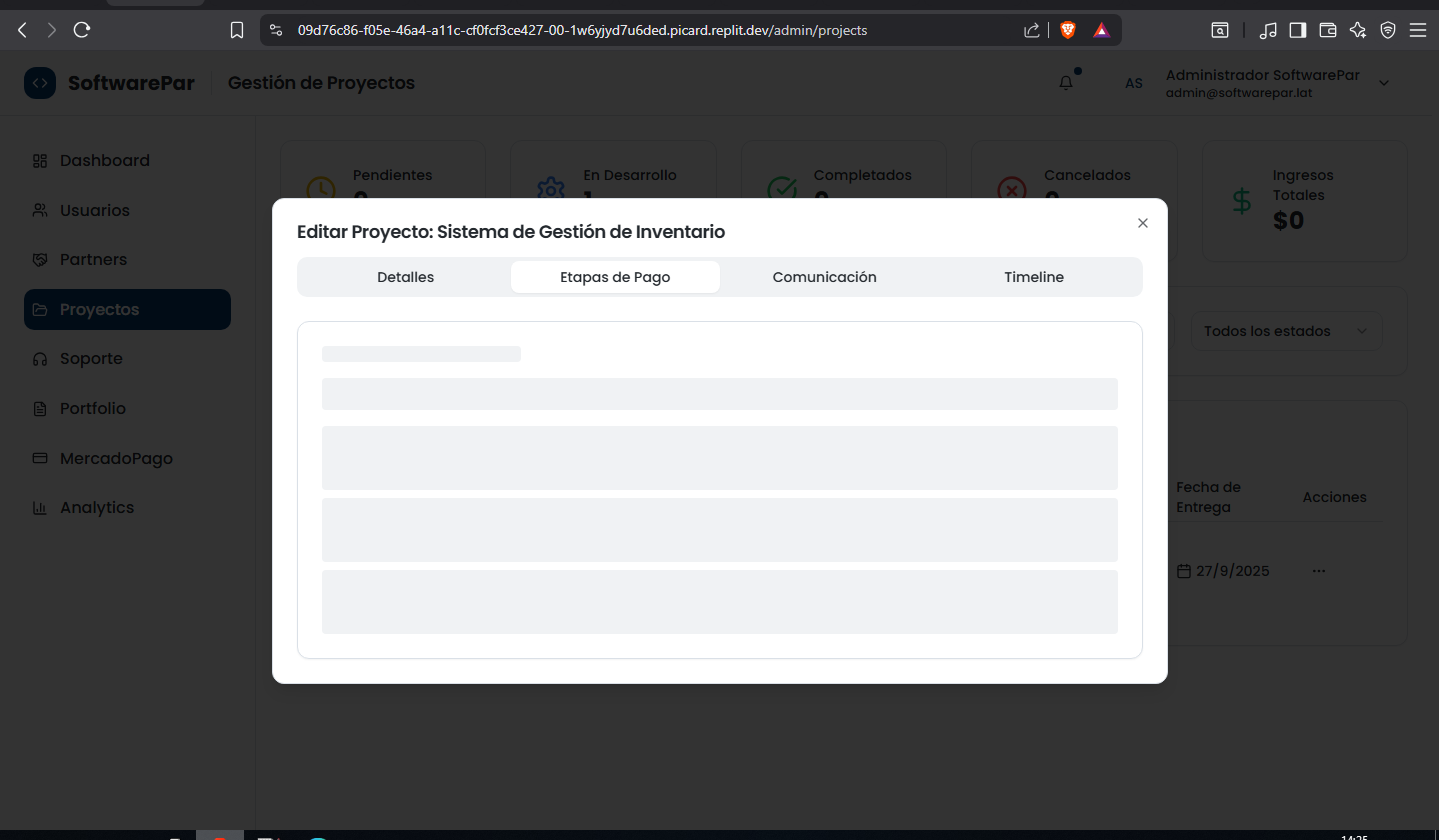 09d76c86-f05e-46a4-a11c-cf0fcf3ce427-00-1w6yjyd7u6ded.picard.replit.dev/admin/projects
SoftwarePar
Gestión de Proyectos
AS
Administrador SoftwarePar
admin@softwarepar.lat
Dashboard
Usuarios
Partners
Proyectos
Soporte
Portfolio
MercadoPago
Analytics
Pendientes
En Desarrollo
Completados
Cancelados
Ingresos
Totales
$0
Editar Proyecto: Sistema de Gestión de Inventario
Detalles
Etapas de Pago
Comunicación
Timeline
Todos los estados
Fecha de
Entrega
Acciones
27/9/2025